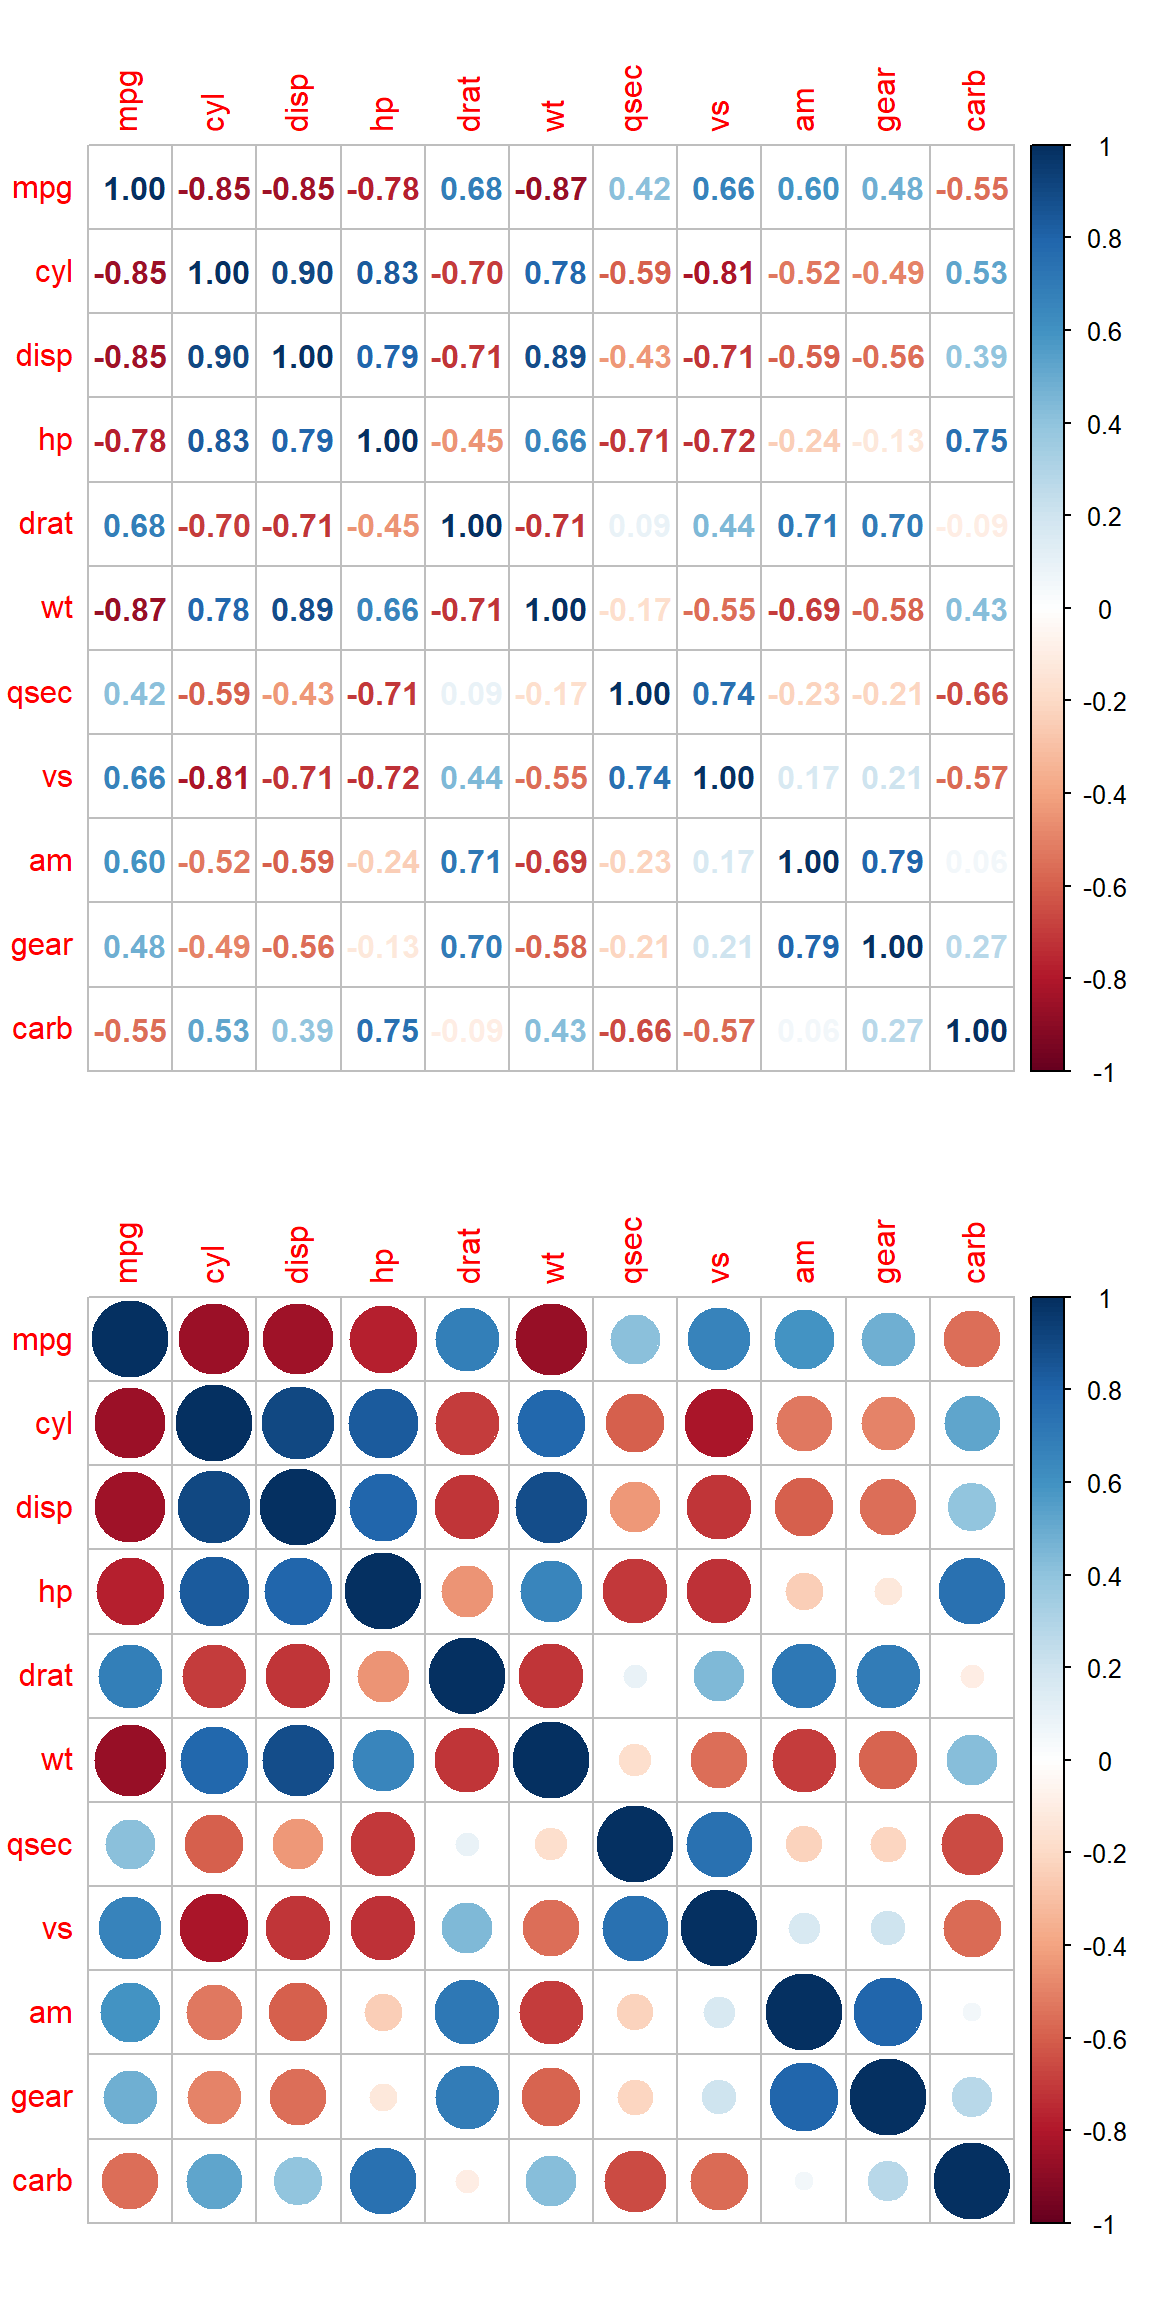 mpg cyl disp hp drat wt qsec vs am gear carb
mpg 1.00 -0.85 -0.85 -0.78 0.68 -0.87 0.42 0.66 0.60 0.48 -0.55
cyl -0.85 1.00 0.90 0.83 -0.70 0.78 -0.59 -0.81 -0.52 -0.49 0.53
disp -0.85 0.90 1.00 0.79 -0.71 0.89 -0.43 -0.71 -0.59 -0.56 0.39
hp -0.78 0.83 0.79 1.00 -0.45 0.66 -0.71 -0.72 -0.24 -0.13 0.75
drat 0.68 -0.70 -0.71 -0.45 1.00 -0.71 0.09 0.44 0.71 0.70 -0.09
wt -0.87 0.78 0.89 0.66 -0.71 1.00 -0.17 -0.55 -0.69 -0.58 0.43
qsec 0.42 -0.59 -0.43 -0.71 0.09 -0.17 1.00 0.74 -0.23 -0.21 -0.66
vs 0.66 -0.81 -0.71 -0.72 0.44 -0.55 0.74 1.00 0.17 0.21 -0.57
am 0.60 -0.52 -0.59 -0.24 0.71 -0.69 -0.23 0.17 1.00 0.79 0.06
gear 0.48 -0.49 -0.56 -0.13 0.70 -0.58 -0.21 0.21 0.79 1.00 0.27
carb -0.55 0.53 0.39 0.75 -0.09 0.43 -0.66 -0.57 0.06 0.27 1.00
1
0.8
0.6
0.4
0.2
0
-0.2
-0.4
-0.6
-0.8
-1
mpg cyl disp hp drat wt qsec vs am gear carb
mpg
cyl
disp
hp
drat
wt
qsec
vs
am
gear
carb
1
0.8
0.6
0.4
0.2
0
-0.2
-0.4
-0.6
-0.8
-1